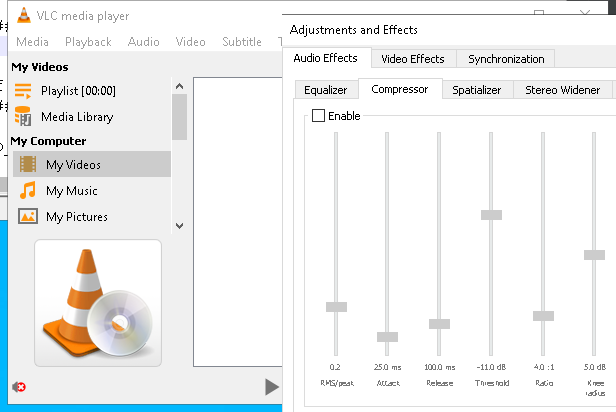 VLC media player
Media Playback Audio Video Subtitle
My Videos
Playlist [00:00]
Media Library
My Computer
My Videos
My Music
My Pictures
Adjustments and Effects
Audio Effects Video Effects Synchronization
Equalizer Compressor Spatializer Stereo Widener
Enable
0.2 25.0 ms 100.0 ms -11.0 dB 4.0 :1 5.0 dB
RMS/peak Attack Release Threshold Ratio Knee
radius